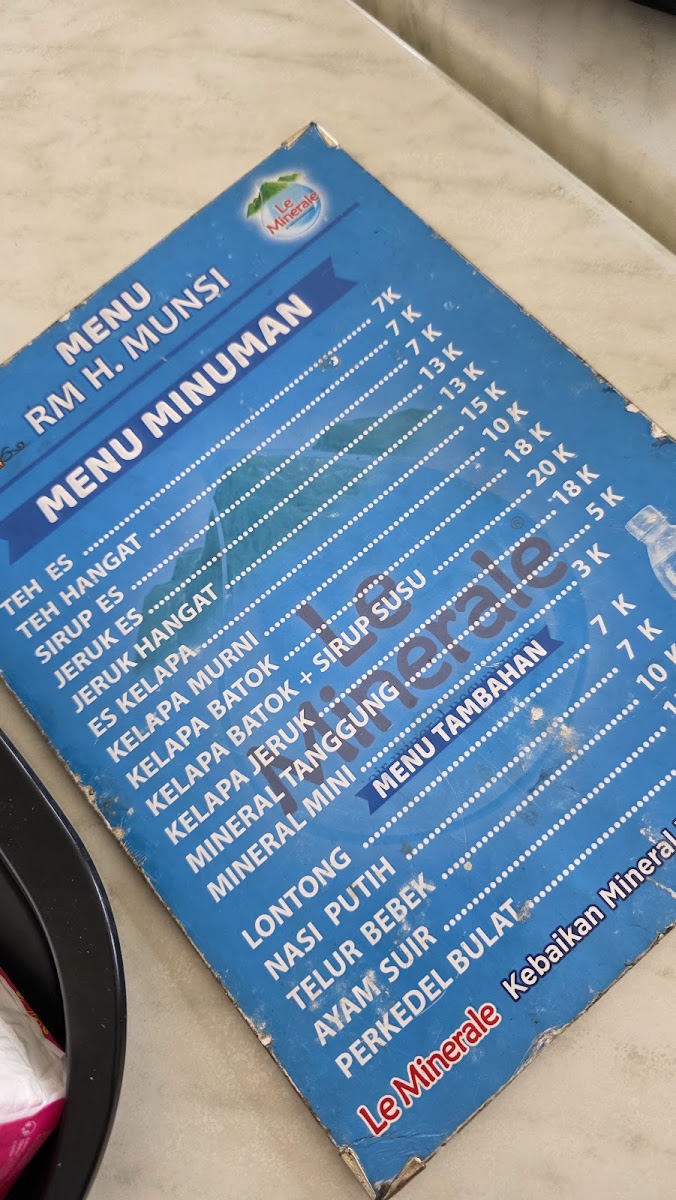 Le Minerale
MENU
RM H. MUNSI
MENU MINUMAN
TEH ES 7K
TEH HANGAT 7 K
SIRUP ES 7 K
JERUK ES 13 K
JERUK HANGAT 13 K
ES KELAPA 15 K
KELAPA MURNI 10 K
KELAPA BATOK 18 K
KELAPA BATOK + SIRUP SUSU 20 K
KELAPA JERUK 18 K
MINERAL TANGGUNG 5 K
MINERAL MINI 3 K
Le Minerale®
MENU TAMBAHAN
LONTONG 7 K
NASI PUTIH 7 K
TELUR BEBEK 10 K
AYAM SUIR
PERKEDEL BULAT
Le Minerale Kebaikan Mineral